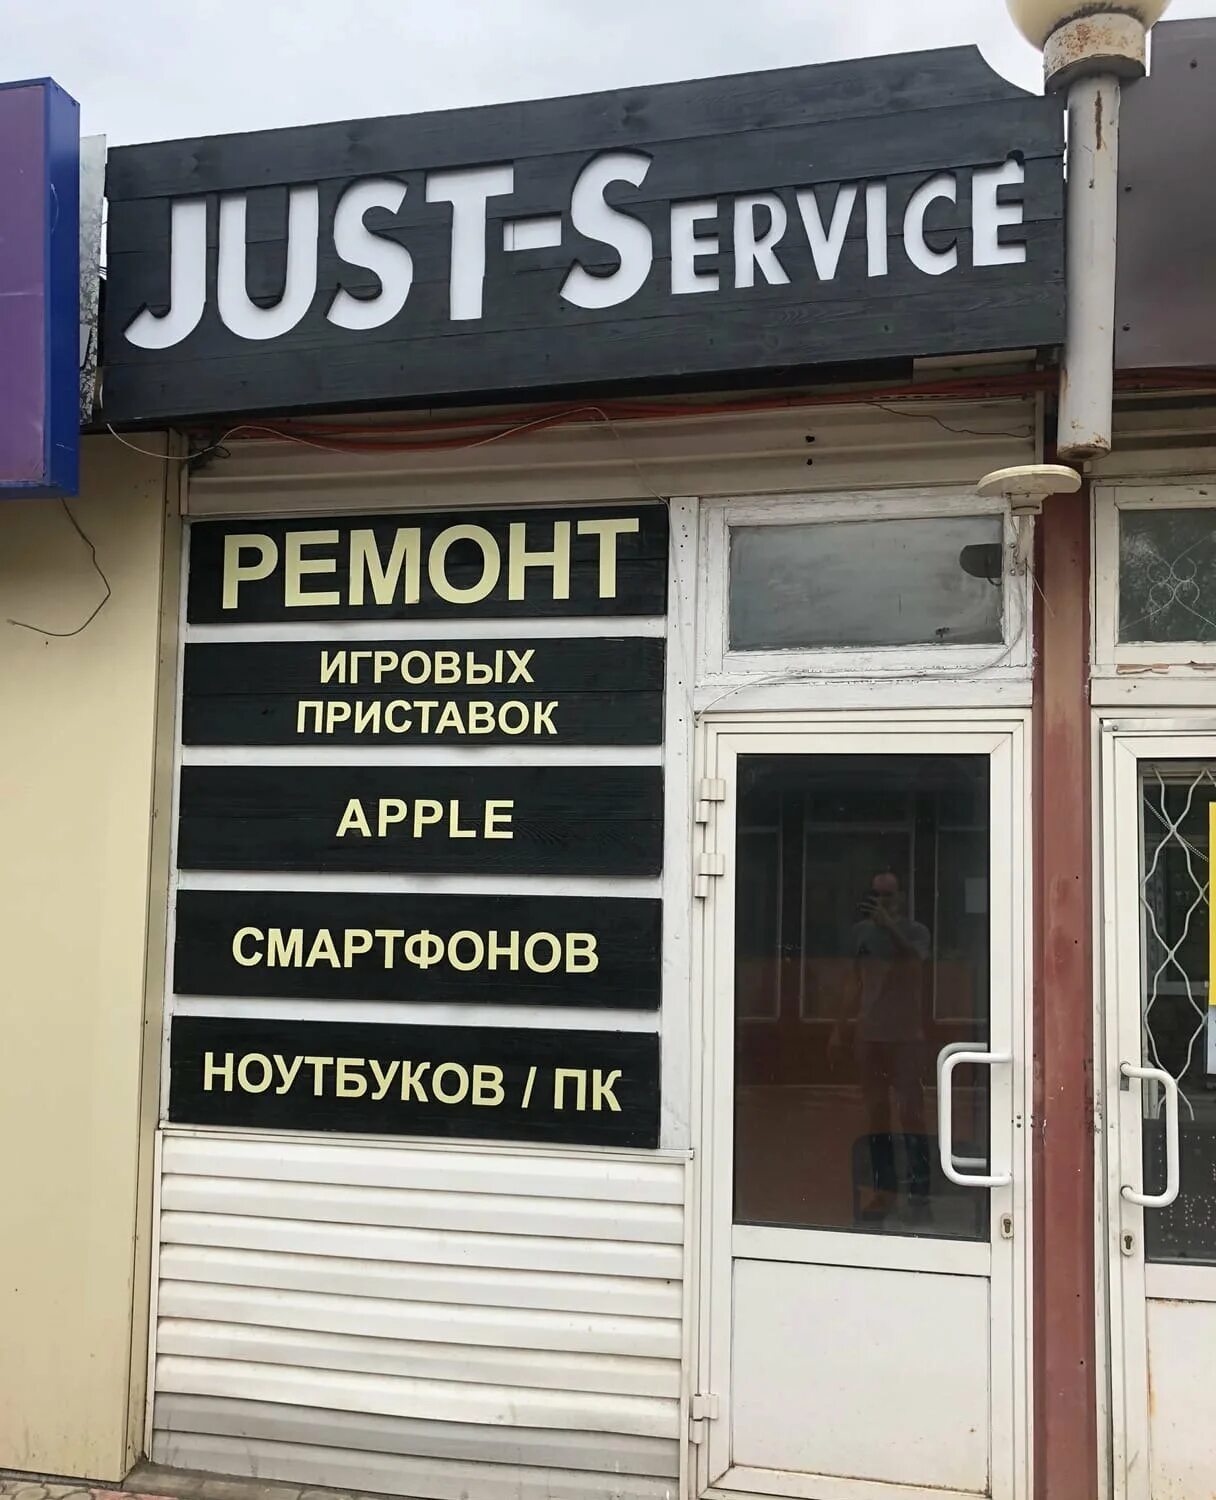 JUST-SERVICE
РЕМОНТ
ИГРОВЫХ
ПРИСТАВОК
APPLE
СМАРТФОНОВ
НОУТБУКОВ / ПК